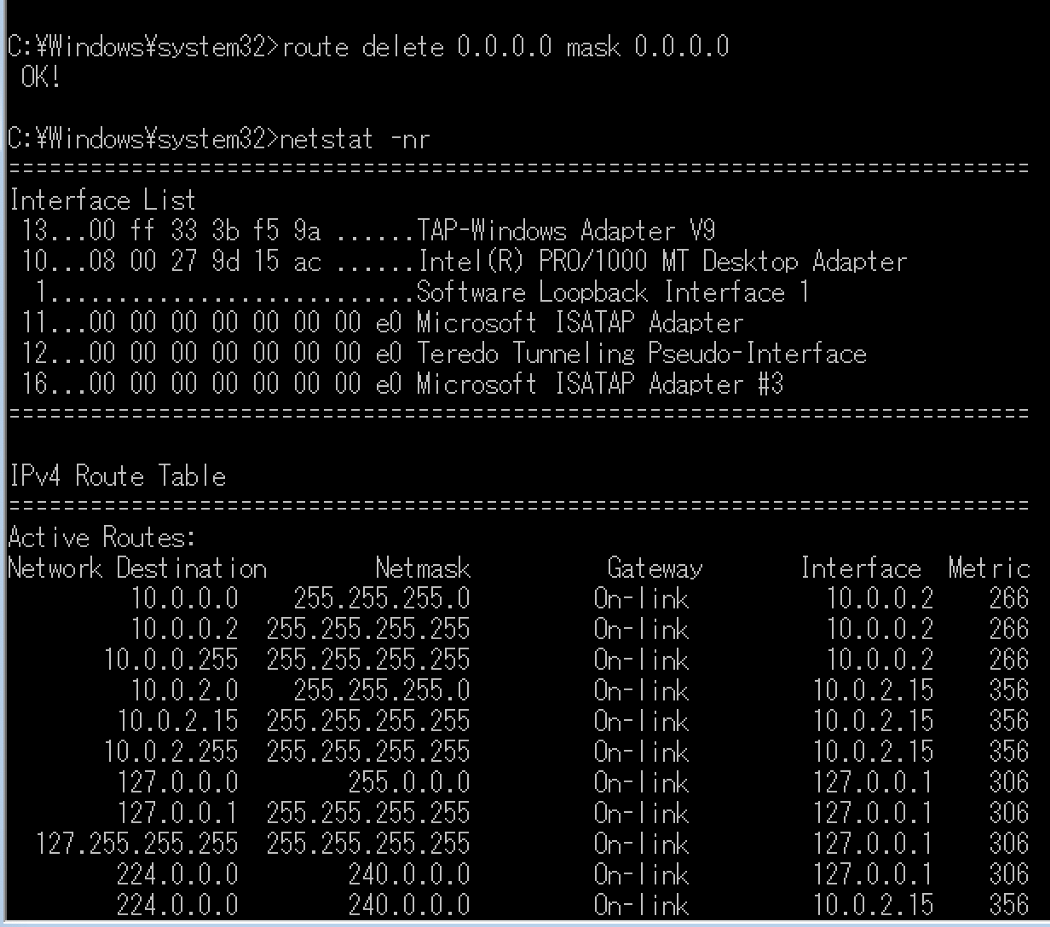 C:¥Windows¥system32>route delete 0.0.0.0 mask 0.0.0.0
 OK!
C:¥Windows¥system32>netstat -nr
===========================================================================
Interface List
 13...00 ff 33 3b f5 9a ......TAP-Windows Adapter V9
 10...08 00 27 9d 15 ac ......Intel(R) PRO/1000 MT Desktop Adapter
  1...........................Software Loopback Interface 1
 11...00 00 00 00 00 00 00 e0 Microsoft ISATAP Adapter
 12...00 00 00 00 00 00 00 e0 Teredo Tunneling Pseudo-Interface
 16...00 00 00 00 00 00 00 e0 Microsoft ISATAP Adapter #3
===========================================================================
IPv4 Route Table
===========================================================================
Active Routes:
Network Destination        Netmask          Gateway       Interface  Metric
         10.0.0.0    255.255.255.0         On-link          10.0.0.2    266
         10.0.0.2  255.255.255.255         On-link          10.0.0.2    266
       10.0.0.255  255.255.255.255         On-link          10.0.0.2    266
         10.0.2.0    255.255.255.0         On-link         10.0.2.15    356
        10.0.2.15  255.255.255.255         On-link         10.0.2.15    356
       10.0.2.255  255.255.255.255         On-link         10.0.2.15    356
        127.0.0.0        255.0.0.0         On-link         127.0.0.1    306
        127.0.0.1  255.255.255.255         On-link         127.0.0.1    306
  127.255.255.255  255.255.255.255         On-link         127.0.0.1    306
        224.0.0.0        240.0.0.0         On-link         127.0.0.1    306
        224.0.0.0        240.0.0.0         On-link         10.0.2.15    356